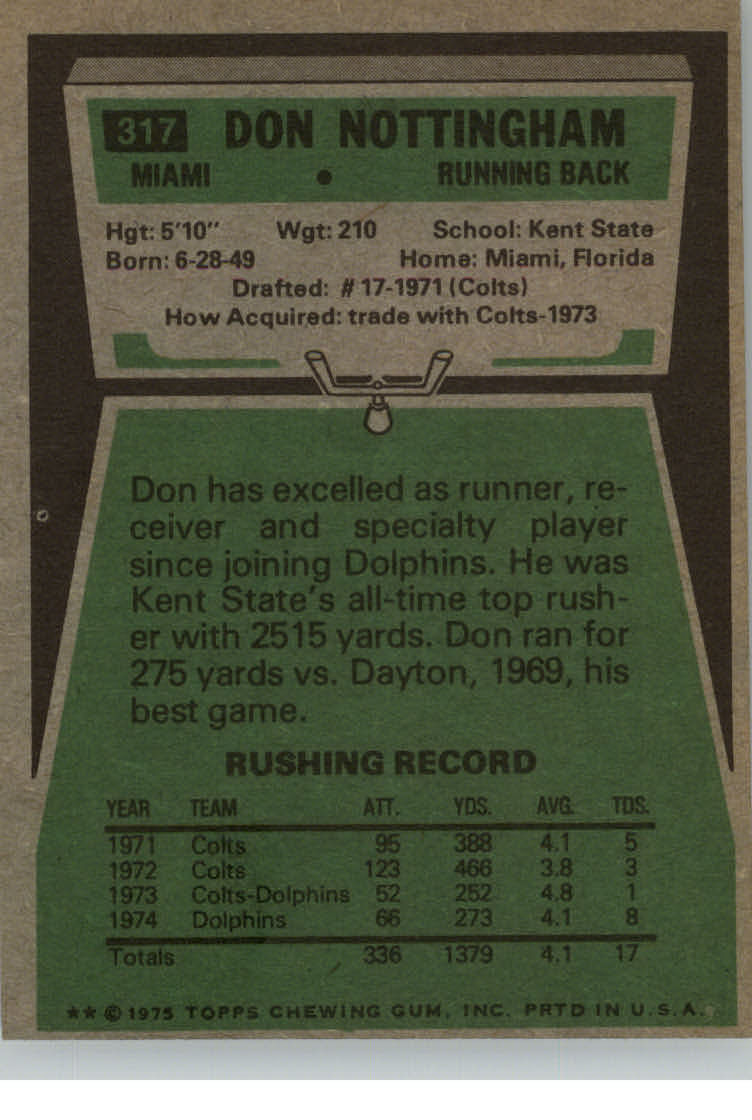 317 DON NOTTINGHAM
MIAMI • RUNNING BACK
Hgt: 5'10" Wgt: 210 School: Kent State
Born: 6-28-49 Home: Miami, Florida
Drafted: #17-1971 (Colts)
How Acquired: trade with Colts-1973
Don has excelled as runner, re-
ceiver and specialty player
since joining Dolphins. He was
Kent State's all-time top rush-
er with 2515 yards. Don ran for
275 yards vs. Dayton, 1969, his
best game.
RUSHING RECORD
YEAR TEAM ATT. YDS. AVG. TDS.
1971 Colts 95 388 4.1 5
1972 Colts 123 466 3.8 3
1973 Colts-Dolphins 52 252 4.8 1
1974 Dolphins 66 273 4.1 8
Totals 336 1379 4.1 17
** © 1975 TOPPS CHEWING GUM, INC. PRTD IN U.S.A.